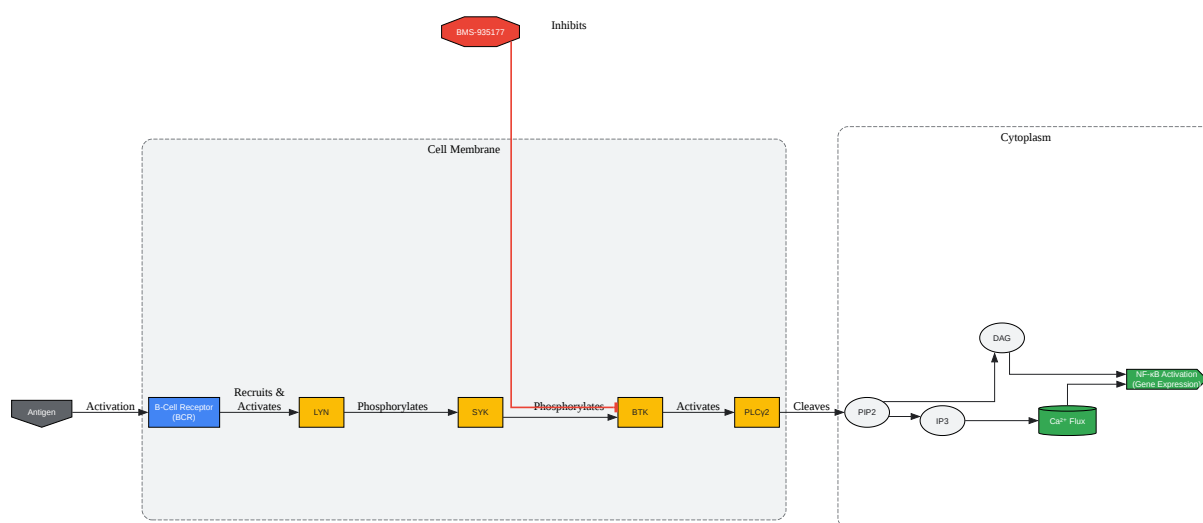 BMS-935177
Inhibits
Cell Membrane
Cytoplasm
Antigen
Activation
B-Cell Receptor
(BCR)
Recruits &
Activates
LYN
Phosphorylates
SYK
Phosphorylates
BTK
Activates
PLCγ2
Cleaves
PIP2
DAG
IP3
Ca²⁺ Flux
NF-κB Activation
(Gene Expression)